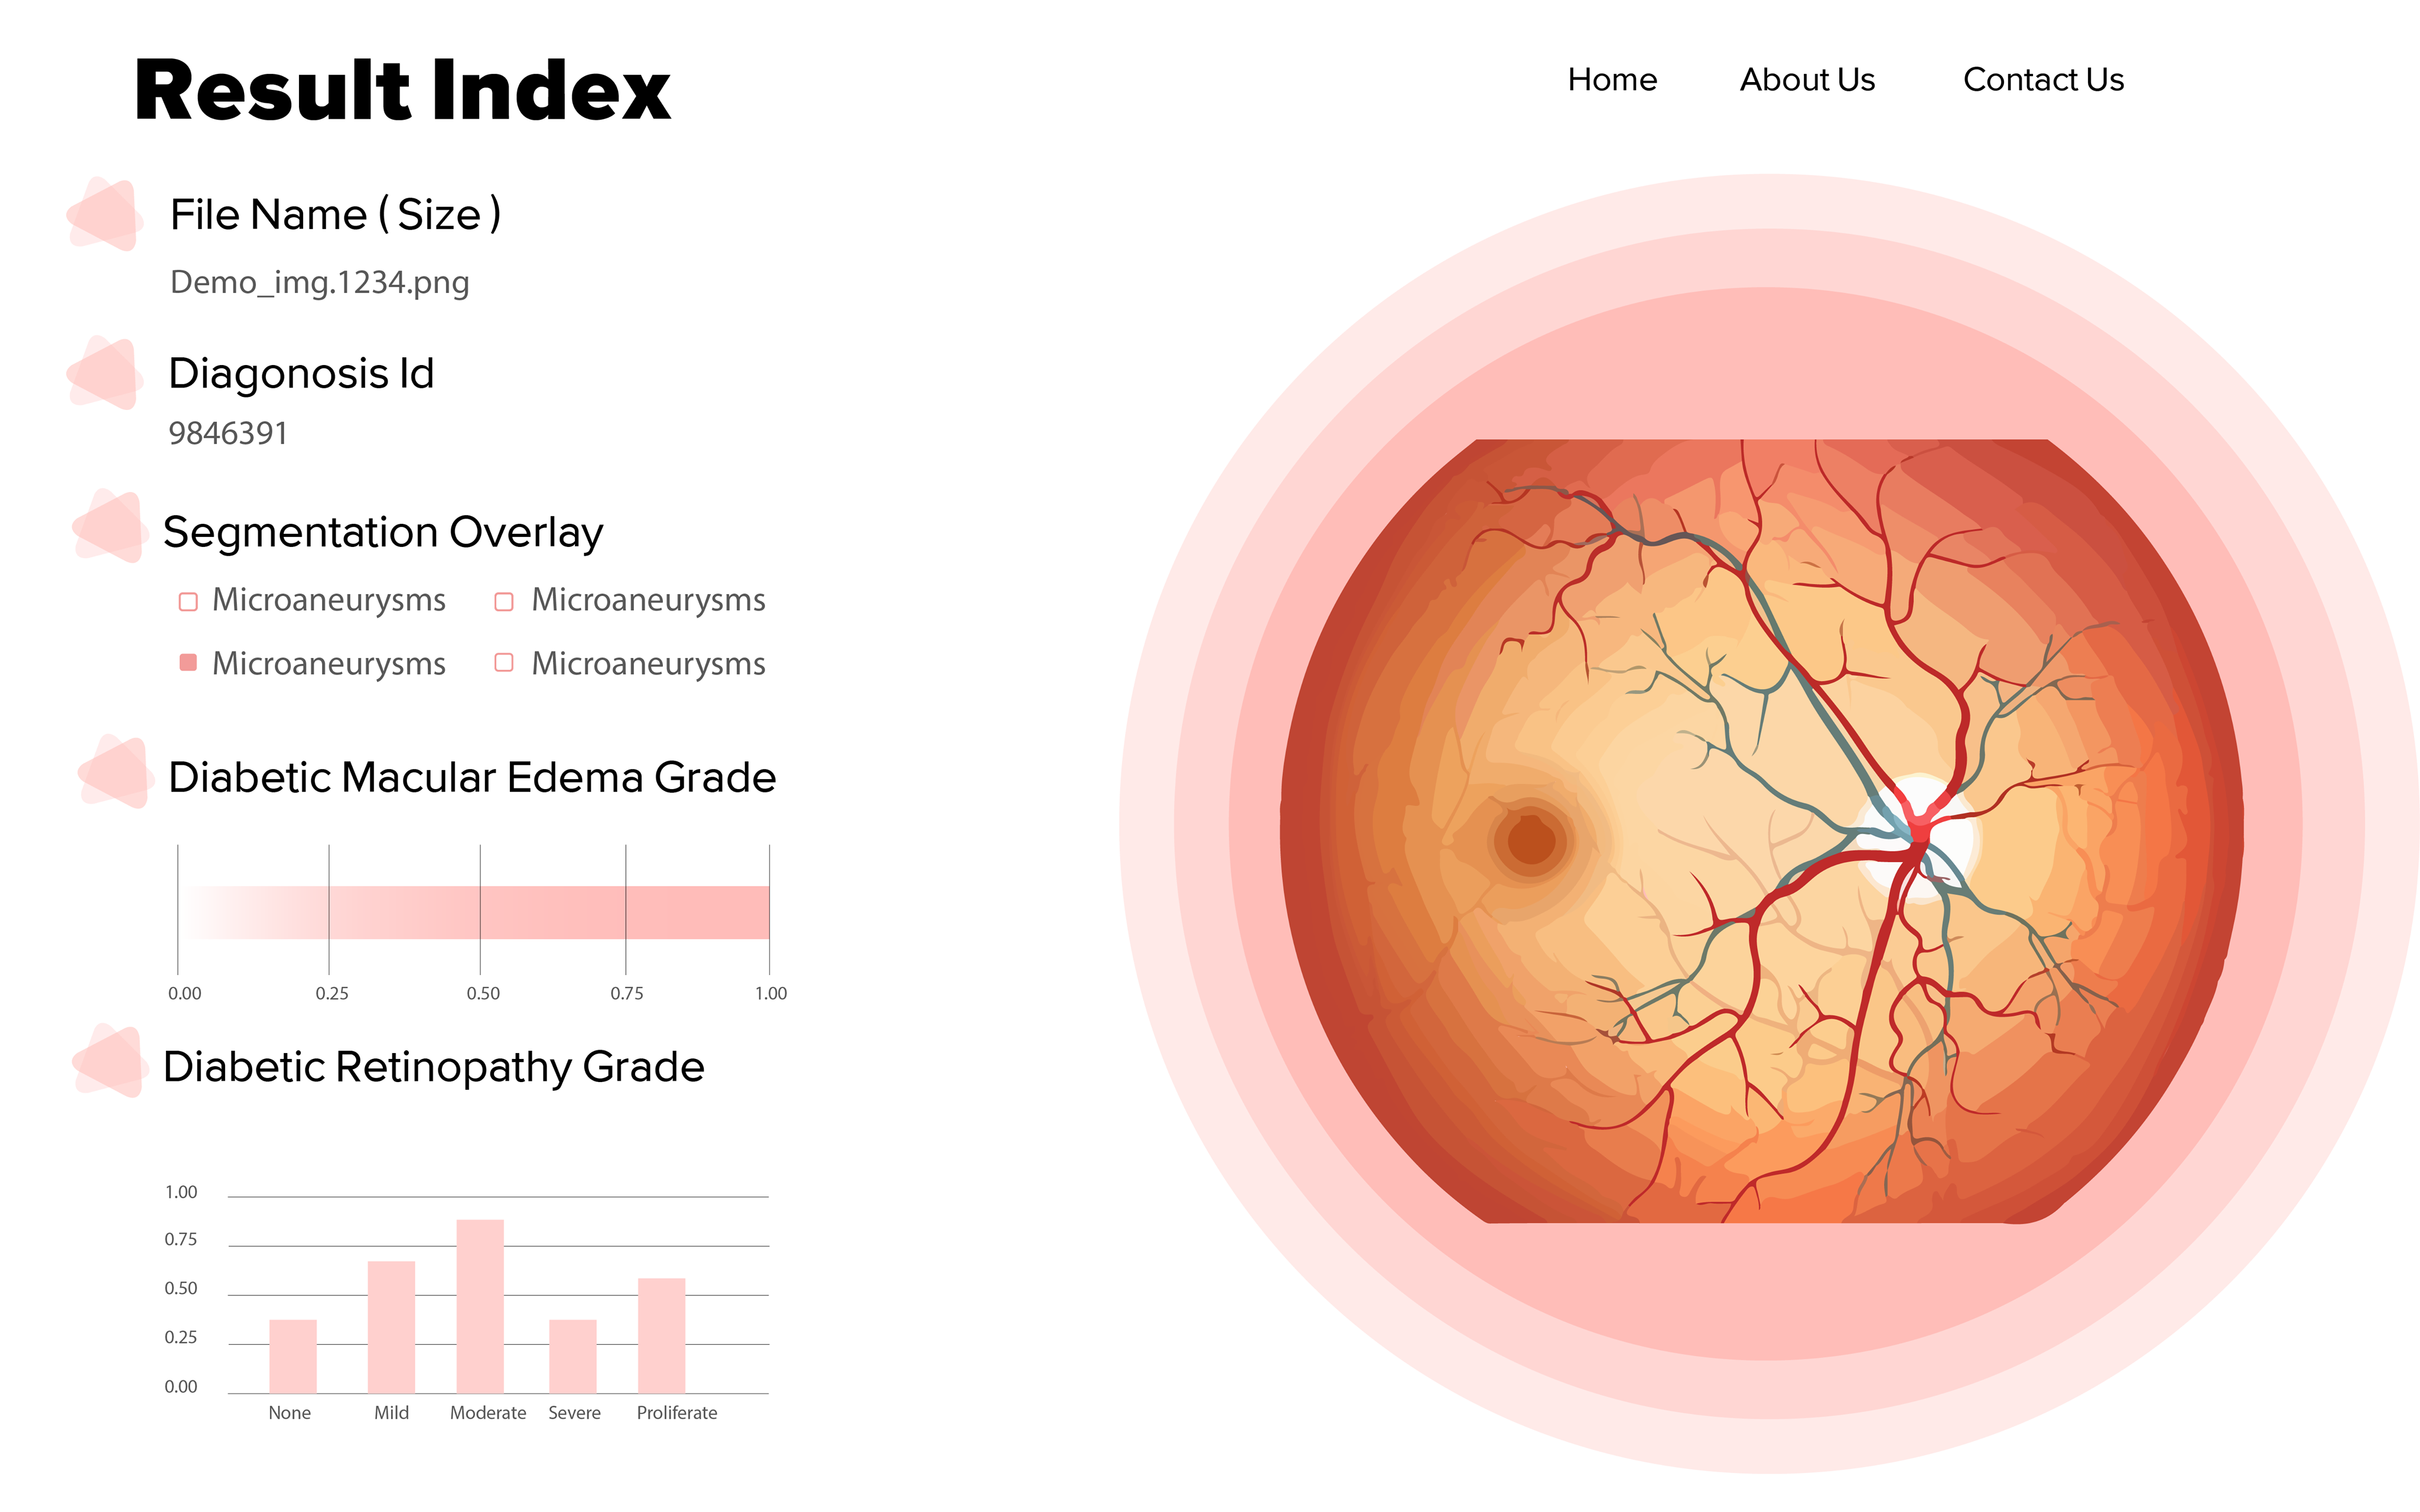 Result Index
Home About Us Contact Us
File Name ( Size )
Demo_img.1234.png
Diagonosis Id
9846391
Segmentation Overlay
Microaneurysms Microaneurysms
Microaneurysms Microaneurysms
Diabetic Macular Edema Grade
0.00 0.25 0.50 0.75 1.00
Diabetic Retinopathy Grade
1.00
0.75
0.50
0.25
0.00
None Mild Moderate Severe Proliferate